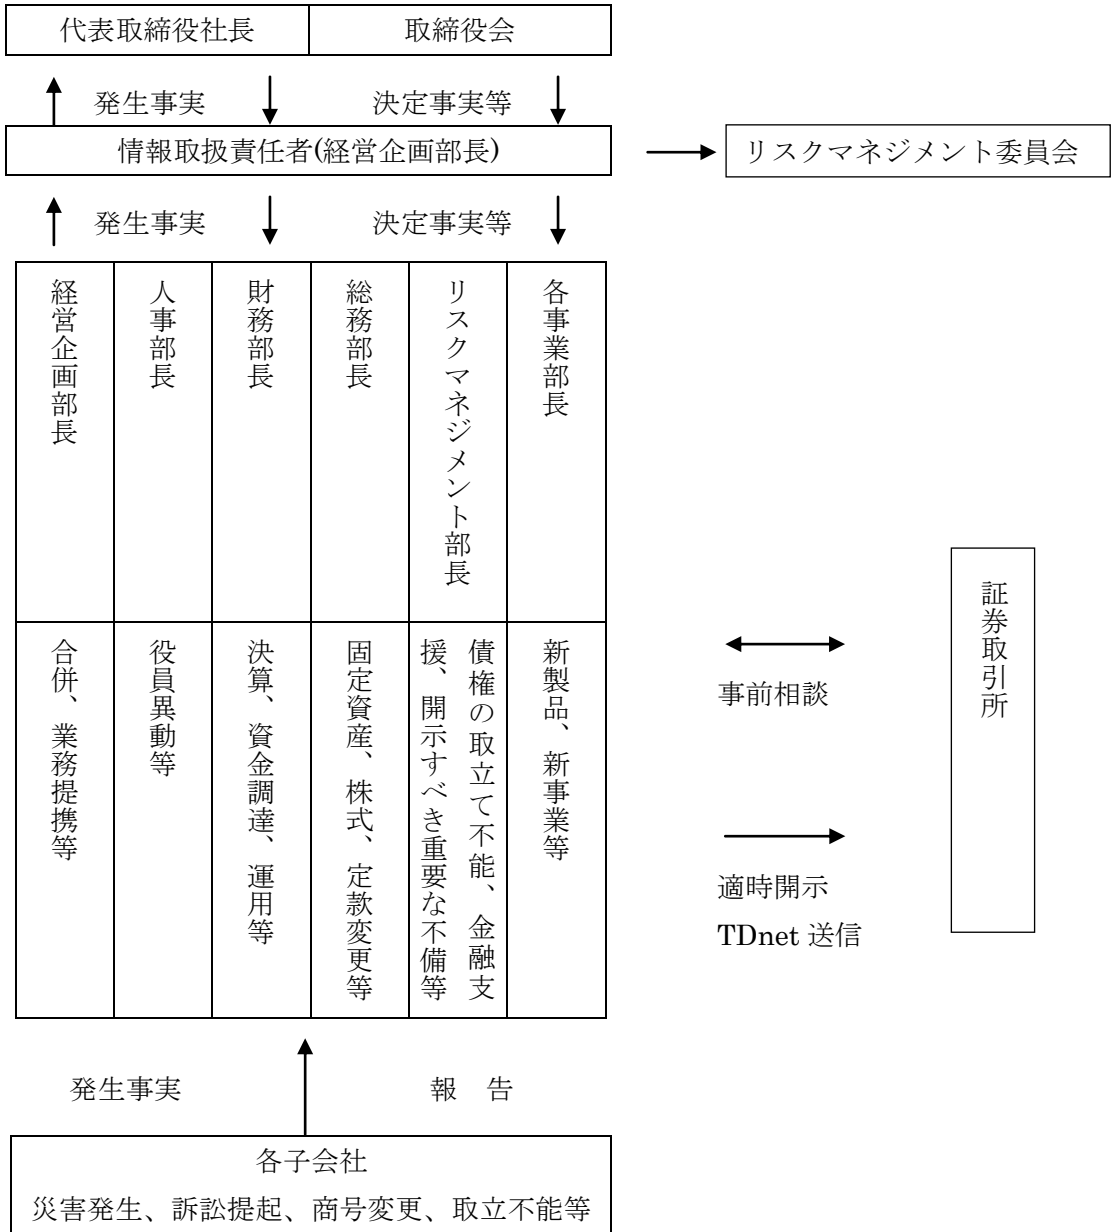 代表取締役社長
取締役会
発生事実
決定事実等
情報取扱責任者(経営企画部長)
リスクマネジメント委員会
発生事実
決定事実等
経営企画部長
人事部長
財務部長
総務部長
リスクマネジメント部長
各事業部長
合併、業務提携等
役員異動等
決算、資金調達、運用等
固定資産、株式、定款変更等
債権の取立て不能、金融支
援、開示すべき重要な不備等
新製品、新事業等
事前相談
適時開示
TDnet 送信
証券取引所
発生事実
報　告
各子会社
災害発生、訴訟提起、商号変更、取立不能等